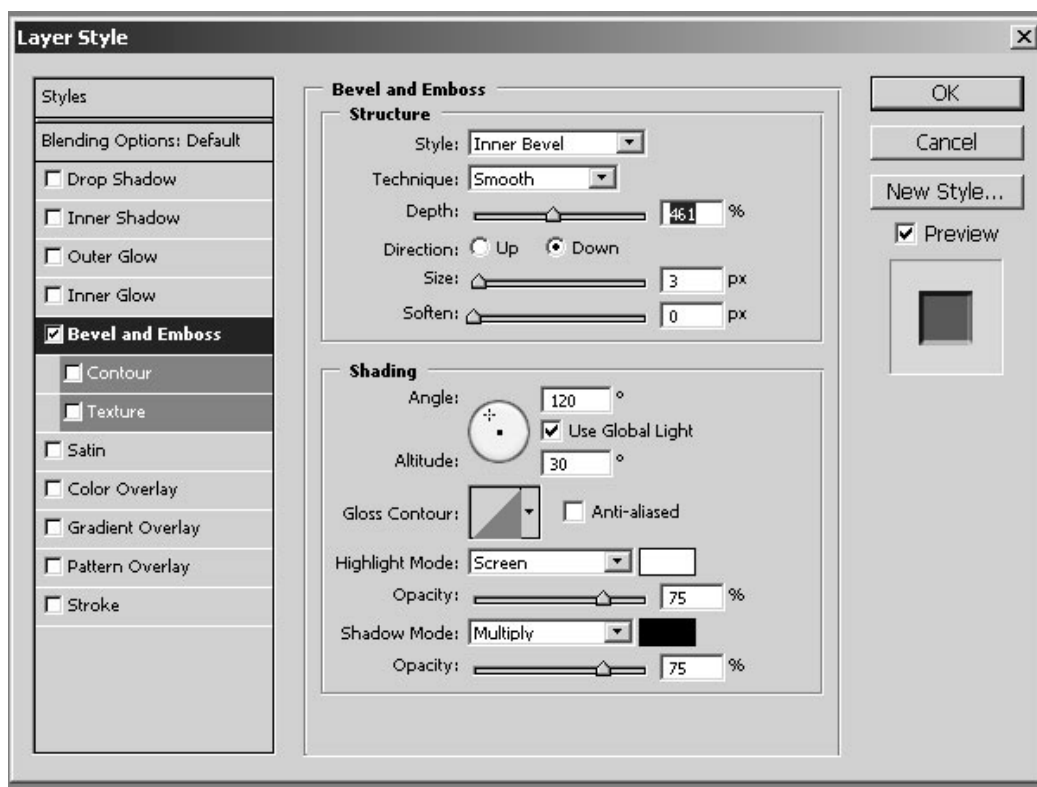 Layer Style
Styles
Blending Options: Default
Drop Shadow
Inner Shadow
Outer Glow
Inner Glow
Bevel and Emboss
Contour
Texture
Satin
Color Overlay
Gradient Overlay
Pattern Overlay
Stroke
Bevel and Emboss
Structure
Style: Inner Bevel
Technique: Smooth
Depth: 461 %
Direction: Up Down
Size: 3 px
Soften: 0 px
Shading
Angle: 120 °
Use Global Light
Altitude: 30 °
Gloss Contour: Anti-aliased
Highlight Mode: Screen
Opacity: 75 %
Shadow Mode: Multiply
Opacity: 75 %
OK
Cancel
New Style...
Preview